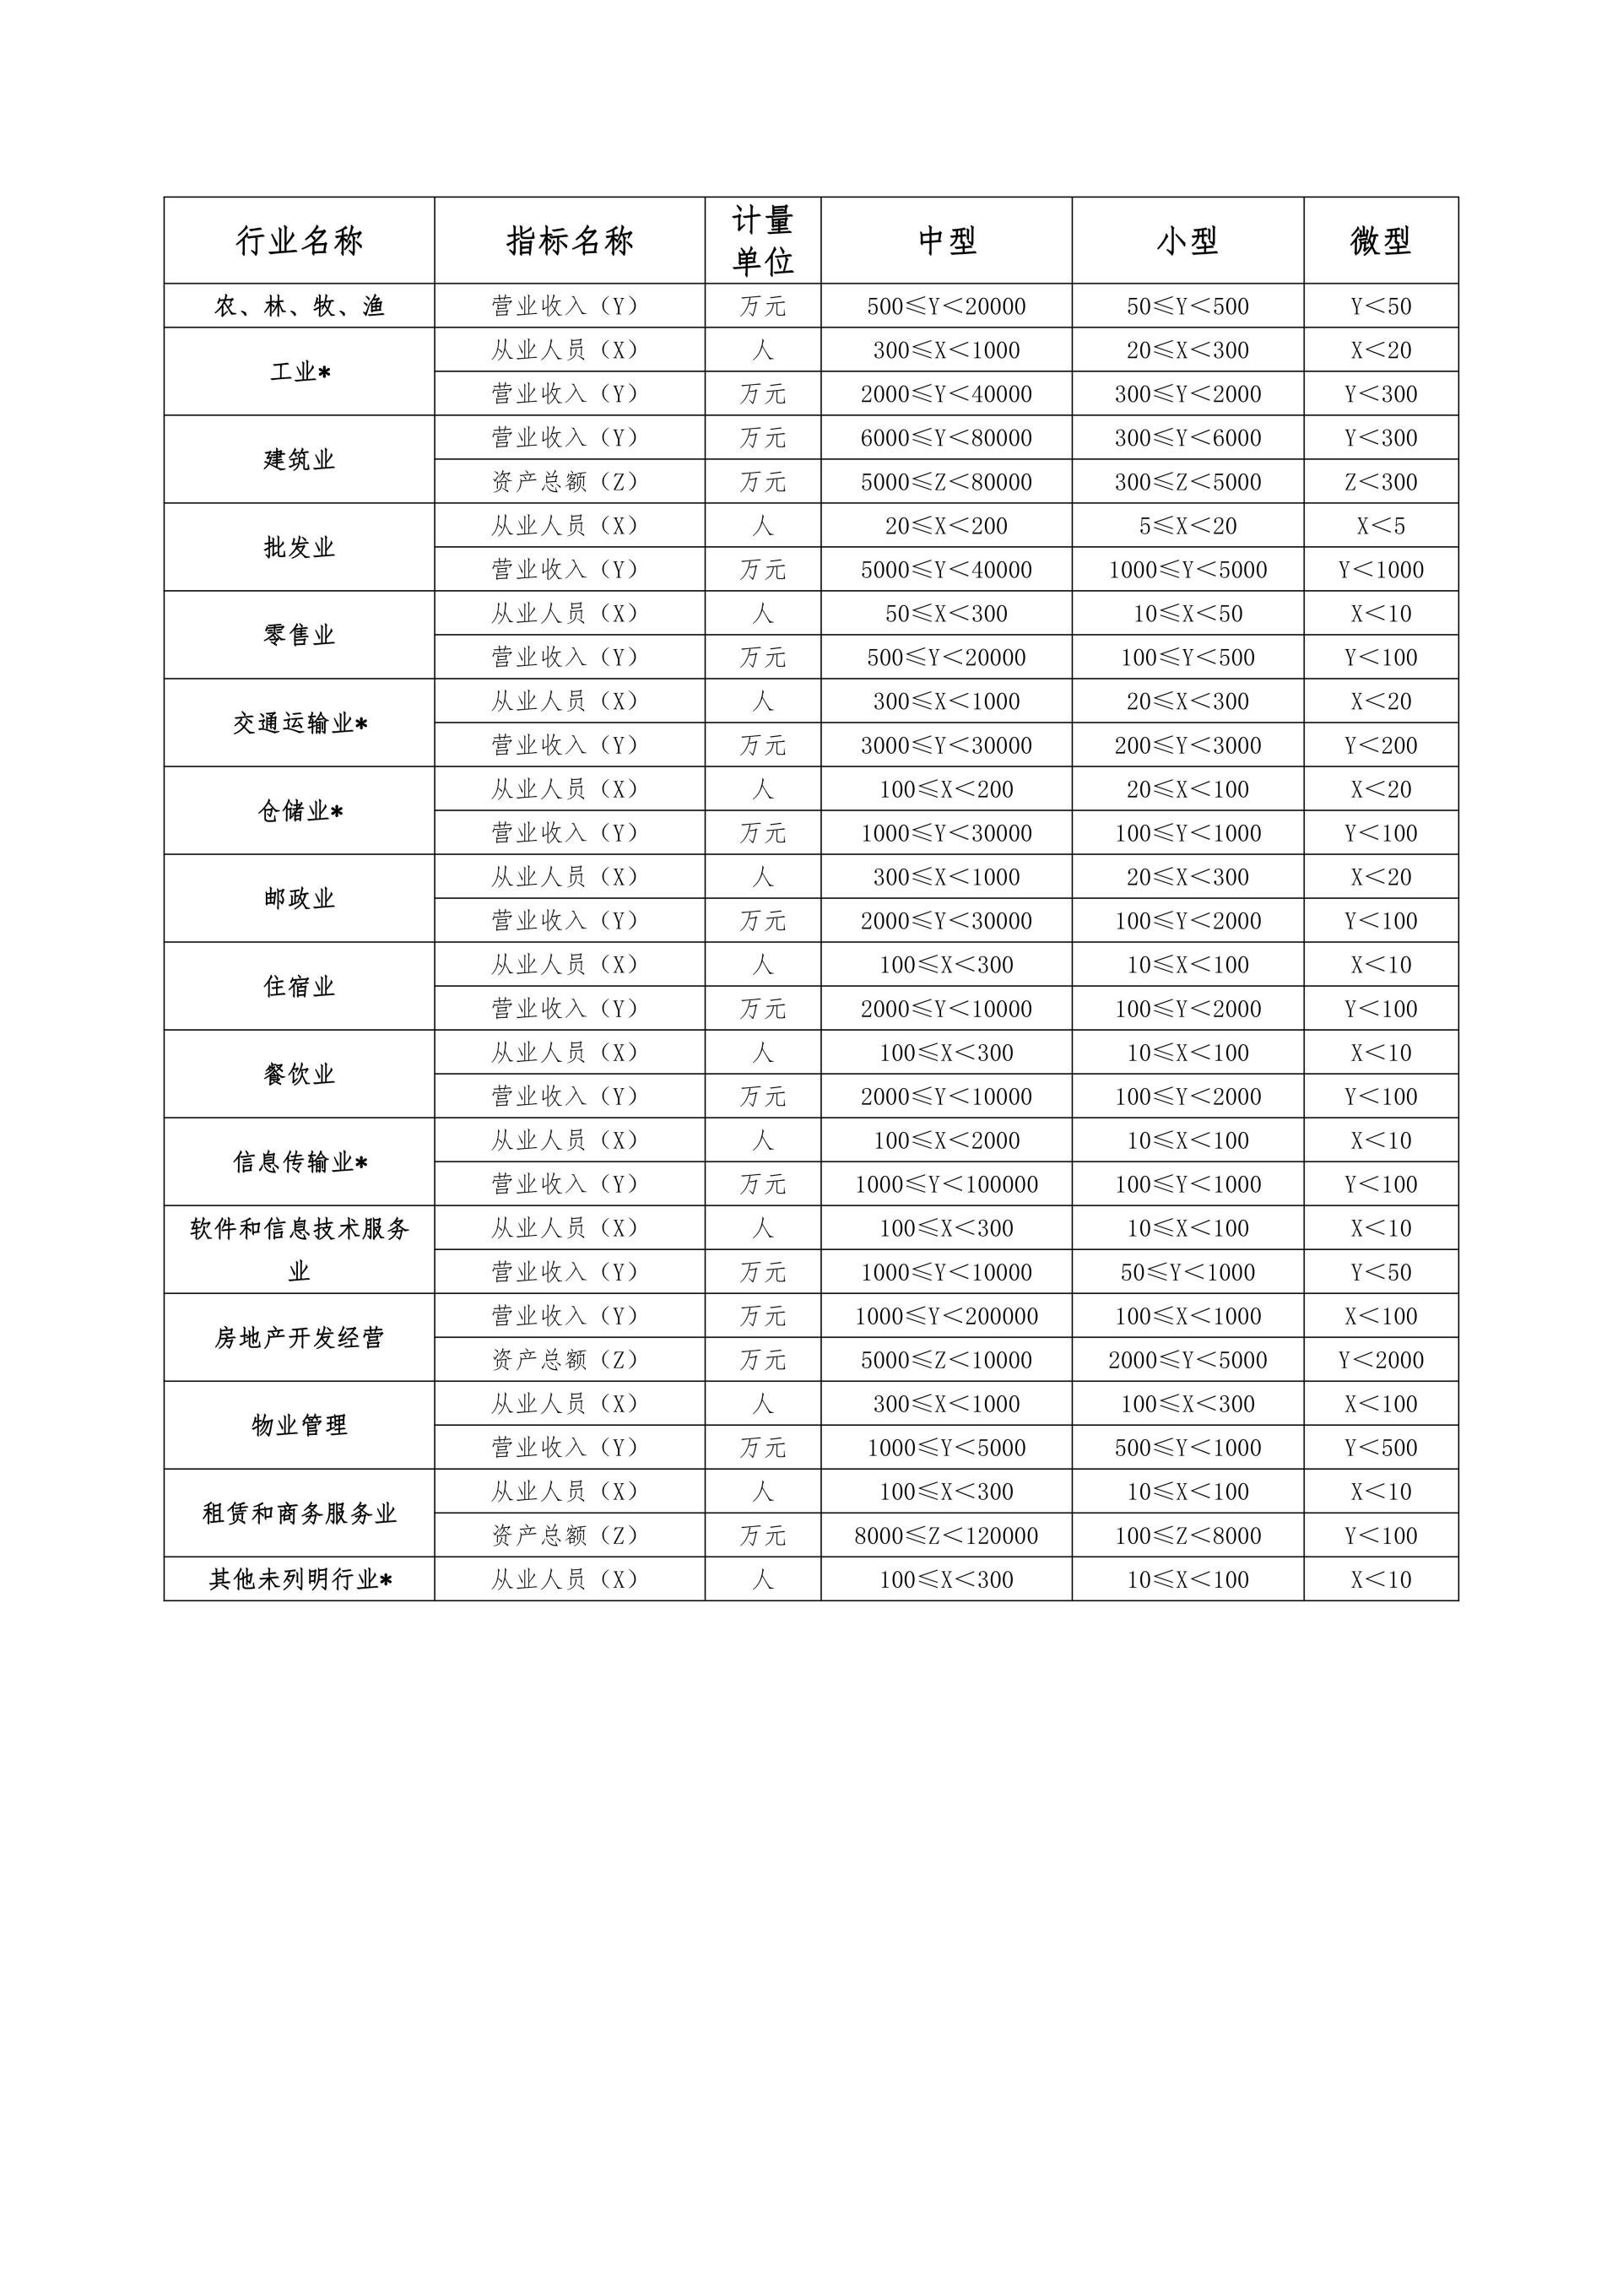 行业名称 指标名称 计量单位 中型 小型 微型
农、林、牧、渔 营业收入（Y） 万元 500≤Y＜20000 50≤Y＜500 Y＜50
工业* 从业人员（X） 人 300≤X＜1000 20≤X＜300 X＜20
营业收入（Y） 万元 2000≤Y＜40000 300≤Y＜2000 Y＜300
建筑业 营业收入（Y） 万元 6000≤Y＜80000 300≤Y＜6000 Y＜300
资产总额（Z） 万元 5000≤Z＜80000 300≤Z＜5000 Z＜300
批发业 从业人员（X） 人 20≤X＜200 5≤X＜20 X＜5
营业收入（Y） 万元 5000≤Y＜40000 1000≤Y＜5000 Y＜1000
零售业 从业人员（X） 人 50≤X＜300 10≤X＜50 X＜10
营业收入（Y） 万元 500≤Y＜20000 100≤Y＜500 Y＜100
交通运输业* 从业人员（X） 人 300≤X＜1000 20≤X＜300 X＜20
营业收入（Y） 万元 3000≤Y＜30000 200≤Y＜3000 Y＜200
仓储业* 从业人员（X） 人 100≤X＜200 20≤X＜100 X＜20
营业收入（Y） 万元 1000≤Y＜30000 100≤Y＜1000 Y＜100
邮政业 从业人员（X） 人 300≤X＜1000 20≤X＜300 X＜20
营业收入（Y） 万元 2000≤Y＜30000 100≤Y＜2000 Y＜100
住宿业 从业人员（X） 人 100≤X＜300 10≤X＜100 X＜10
营业收入（Y） 万元 2000≤Y＜10000 100≤Y＜2000 Y＜100
餐饮业 从业人员（X） 人 100≤X＜300 10≤X＜100 X＜10
营业收入（Y） 万元 2000≤Y＜10000 100≤Y＜2000 Y＜100
信息传输业* 从业人员（X） 人 100≤X＜2000 10≤X＜100 X＜10
营业收入（Y） 万元 1000≤Y＜100000 100≤Y＜1000 Y＜100
软件和信息技术服务业 从业人员（X） 人 100≤X＜300 10≤X＜100 X＜10
营业收入（Y） 万元 1000≤Y＜10000 50≤Y＜1000 Y＜50
房地产开发经营 营业收入（Y） 万元 1000≤Y＜200000 100≤X＜1000 X＜100
资产总额（Z） 万元 5000≤Z＜10000 2000≤Y＜5000 Y＜2000
物业管理 从业人员（X） 人 300≤X＜1000 100≤X＜300 X＜100
营业收入（Y） 万元 1000≤Y＜5000 500≤Y＜1000 Y＜500
租赁和商务服务业 从业人员（X） 人 100≤X＜300 10≤X＜100 X＜10
资产总额（Z） 万元 8000≤Z＜120000 100≤Z＜8000 Y＜100
其他未列明行业* 从业人员（X） 人 100≤X＜300 10≤X＜100 X＜10